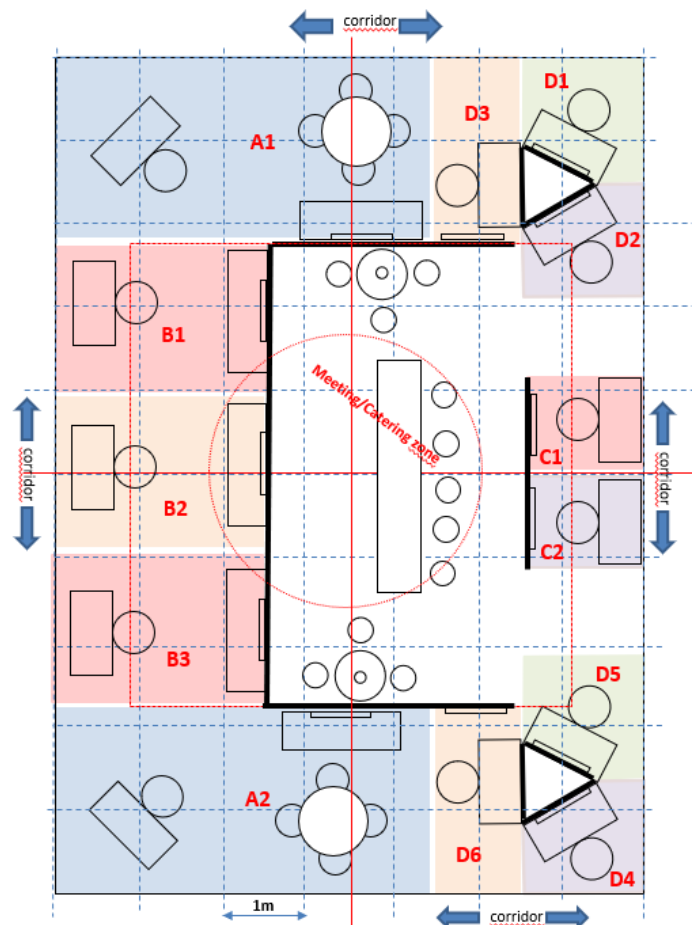 corridor
D1
D3
A1
D2
B1
Meeting/Catering zone
corridor
corridor
C1
B2
C2
B3
D5
A2
D6
D4
1m
corridor